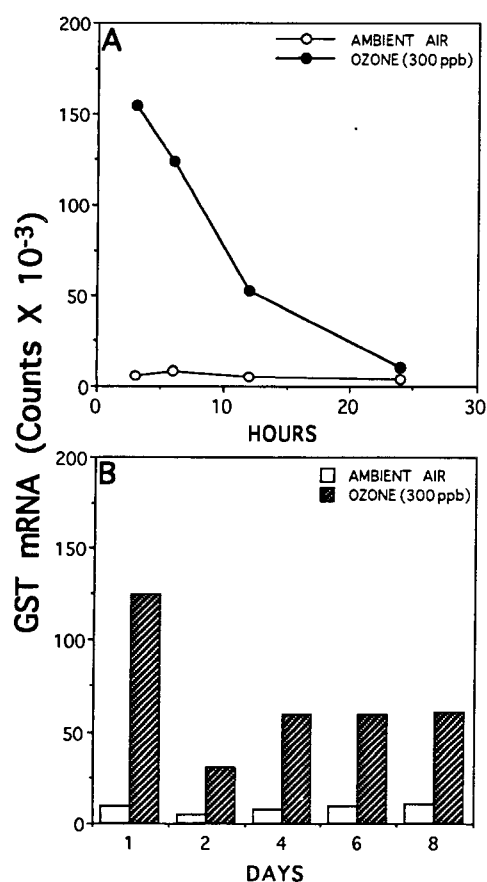 GST mRNA (Counts X 10-3)
A
AMBIENT AIR
OZONE (300 ppb)
200
150
100
50
0
0 10 20 30
HOURS
B
AMBIENT AIR
OZONE (300 ppb)
200
150
100
50
0
1 2 4 6 8
DAYS